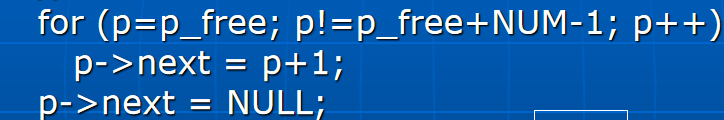 for (p=p_free; p!=p_free+NUM-1; p++)
p->next = p+1;
p->next = NULL;